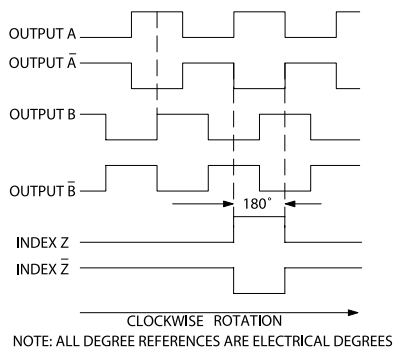 OUTPUT A
OUTPUT A̅
OUTPUT B
OUTPUT B̅
180°
INDEX Z
INDEX Z̅
CLOCKWISE ROTATION
NOTE: ALL DEGREE REFERENCES ARE ELECTRICAL DEGREES